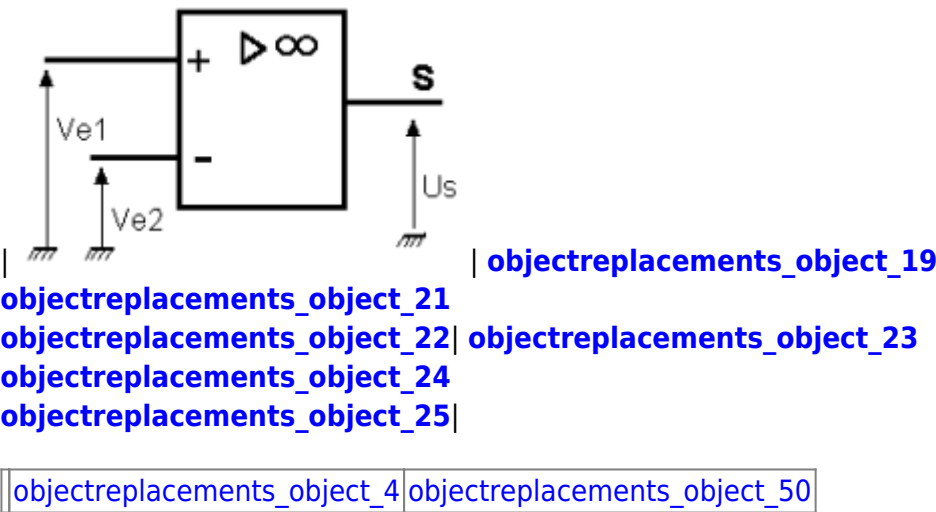 + ▷ ∞
S
Ve1
-
Us
Ve2
| | objectreplacements_object_19
objectreplacements_object_21
objectreplacements_object_22| objectreplacements_object_23
objectreplacements_object_24
objectreplacements_object_25|
objectreplacements_object_4 objectreplacements_object_50